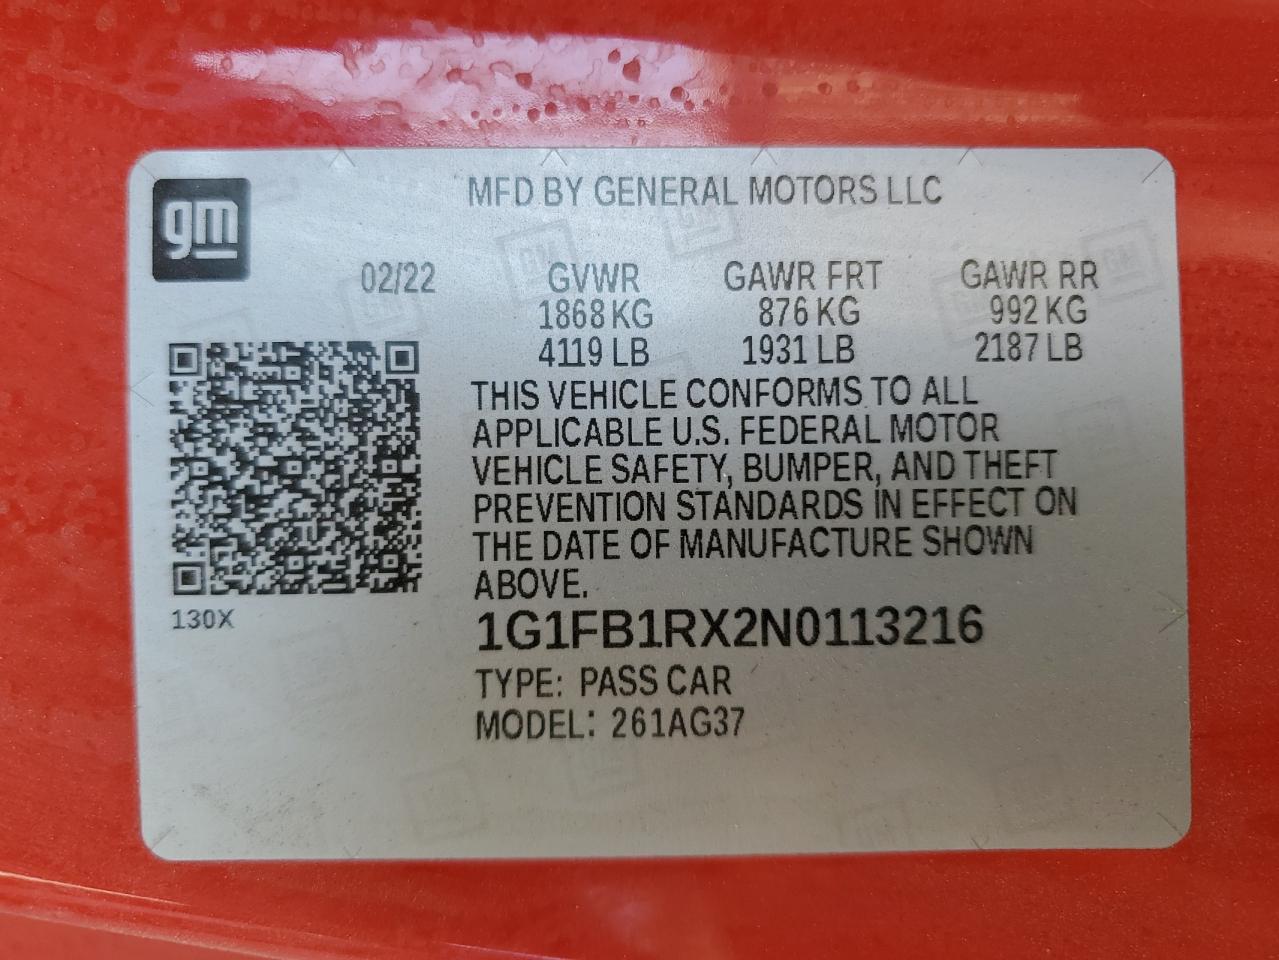 gm
MFD BY GENERAL MOTORS LLC
02/22 GVWR GAWR FRT GAWR RR
1868 KG 876 KG 992 KG
4119 LB 1931 LB 2187 LB
THIS VEHICLE CONFORMS TO ALL
APPLICABLE U.S. FEDERAL MOTOR
VEHICLE SAFETY, BUMPER, AND THEFT
PREVENTION STANDARDS IN EFFECT ON
THE DATE OF MANUFACTURE SHOWN
ABOVE.
130X
1G1FB1RX2N0113216
TYPE: PASS CAR
MODEL: 261AG37